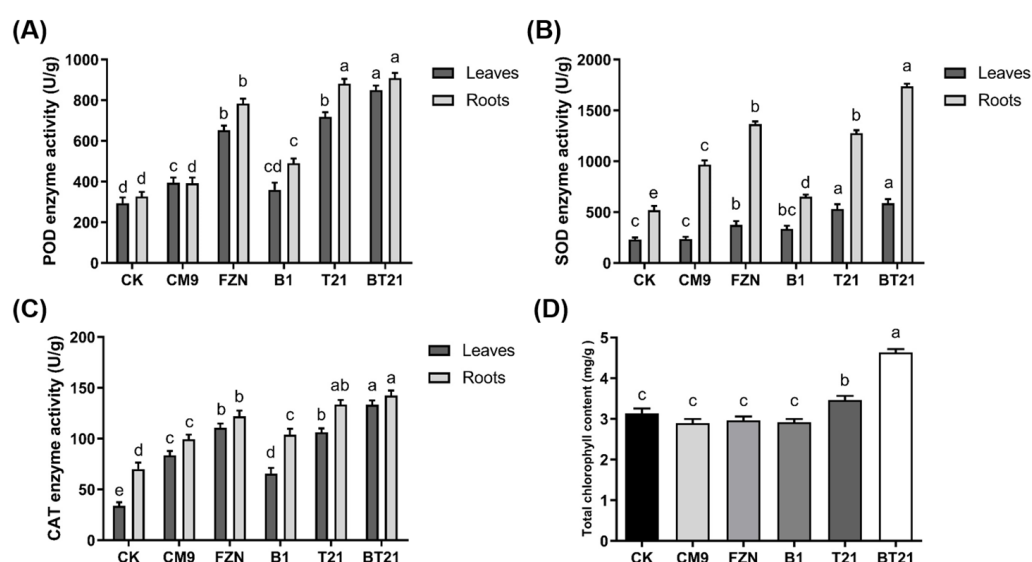 (A)
POD enzyme activity (U/g)
1000
800
600
400
200
0
d d c d b b cd c b a a a
CK CM9 FZN B1 T21 BT21
Leaves
Roots
(B)
SOD enzyme activity (U/g)
2000
1500
1000
500
0
c e c c b b bc d a b a a
CK CM9 FZN B1 T21 BT21
Leaves
Roots
(C)
CAT enzyme activity (U/g)
200
150
100
50
0
e d c c b b d c b ab a a
CK CM9 FZN B1 T21 BT21
Leaves
Roots
(D)
Total chlorophyll content (mg/g)
5
4
3
2
1
0
c c c c b a
CK CM9 FZN B1 T21 BT21